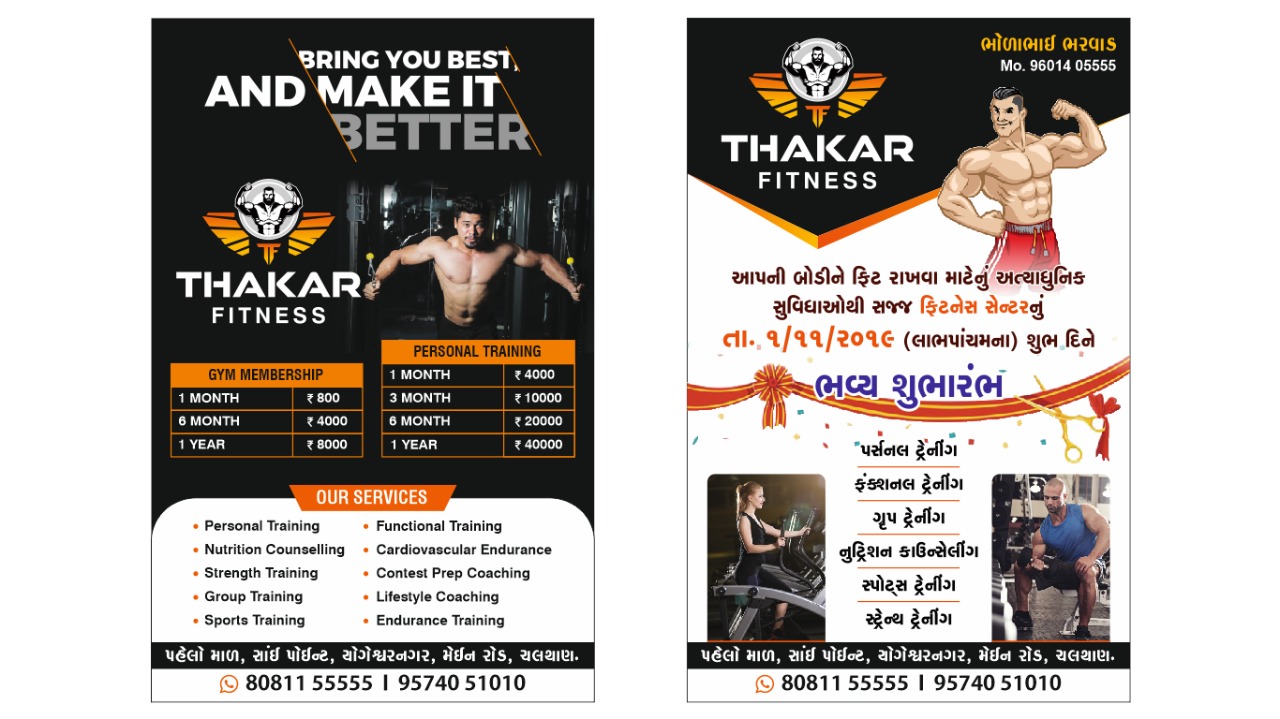 BRING YOU BEST,
AND MAKE IT
BETTER
TF
THAKAR
FITNESS
GYM MEMBERSHIP
1 MONTH ₹ 800
6 MONTH ₹ 4000
1 YEAR ₹ 8000
PERSONAL TRAINING
1 MONTH ₹ 4000
3 MONTH ₹ 10000
6 MONTH ₹ 20000
1 YEAR ₹ 40000
OUR SERVICES
• Personal Training
• Nutrition Counselling
• Strength Training
• Group Training
• Sports Training
• Functional Training
• Cardiovascular Endurance
• Contest Prep Coaching
• Lifestyle Coaching
• Endurance Training
પહેલો માળ, સાંઈ પોઈન્ટ, યોગેશ્વરનગર, મેઈન રોડ, ચલથાણ.
80811 55555 I 95740 51010
ભોળાભાઈ ભરવાડ
Mo. 96014 05555
TF
THAKAR
FITNESS
આપની બોડીને ફિટ રાખવા માટેનું અત્યાધુનિક
સુવિધાઓથી સજ્જ ફિટનેસ સેન્ટરનું
તા. ૧/૧૧/૨૦૧૯ (લાભપાંચમના) શુભ દિને
ભવ્ય શુભારંભ
પર્સનલ ટ્રેનીંગ
ફંક્શનલ ટ્રેનીંગ
ગ્રૃપ ટ્રેનીંગ
નુટ્રિશન કાઉન્સેલીંગ
સ્પોટ્સ ટ્રેનીંગ
સ્ટ્રેન્થ ટ્રેનીંગ
પહેલો માળ, સાંઈ પોઈન્ટ, યોગેશ્વરનગર, મેઈન રોડ, ચલથાણ.
80811 55555 I 95740 51010